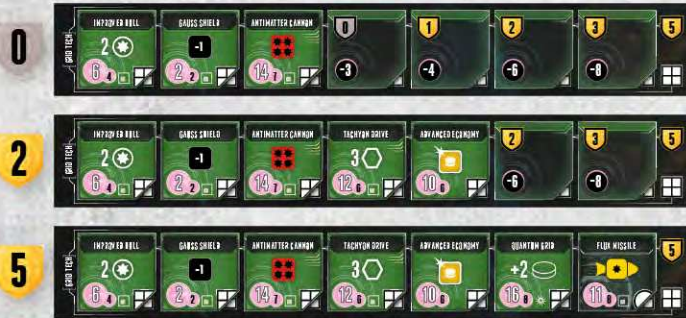 0
GRID TECH
IMPROVED HULL
GAUSS SHIELD
ANTIMATTER CANNON
0
1
2
3
5
2
-1
6 4
2 2
14 7
-3
-4
-6
-8
2
GRID TECH
IMPROVED HULL
GAUSS SHIELD
ANTIMATTER CANNON
TACHYON DRIVE
ADVANCED ECONOMY
2
3
5
2
-1
3
6 4
2 2
14 7
12 6
10 6
-6
-8
5
GRID TECH
IMPROVED HULL
GAUSS SHIELD
ANTIMATTER CANNON
TACHYON DRIVE
ADVANCED ECONOMY
QUANTUM GRID
FLUX MISSILE
5
2
-1
3
+2
6 4
2 2
14 7
12 6
10 6
16 8
11